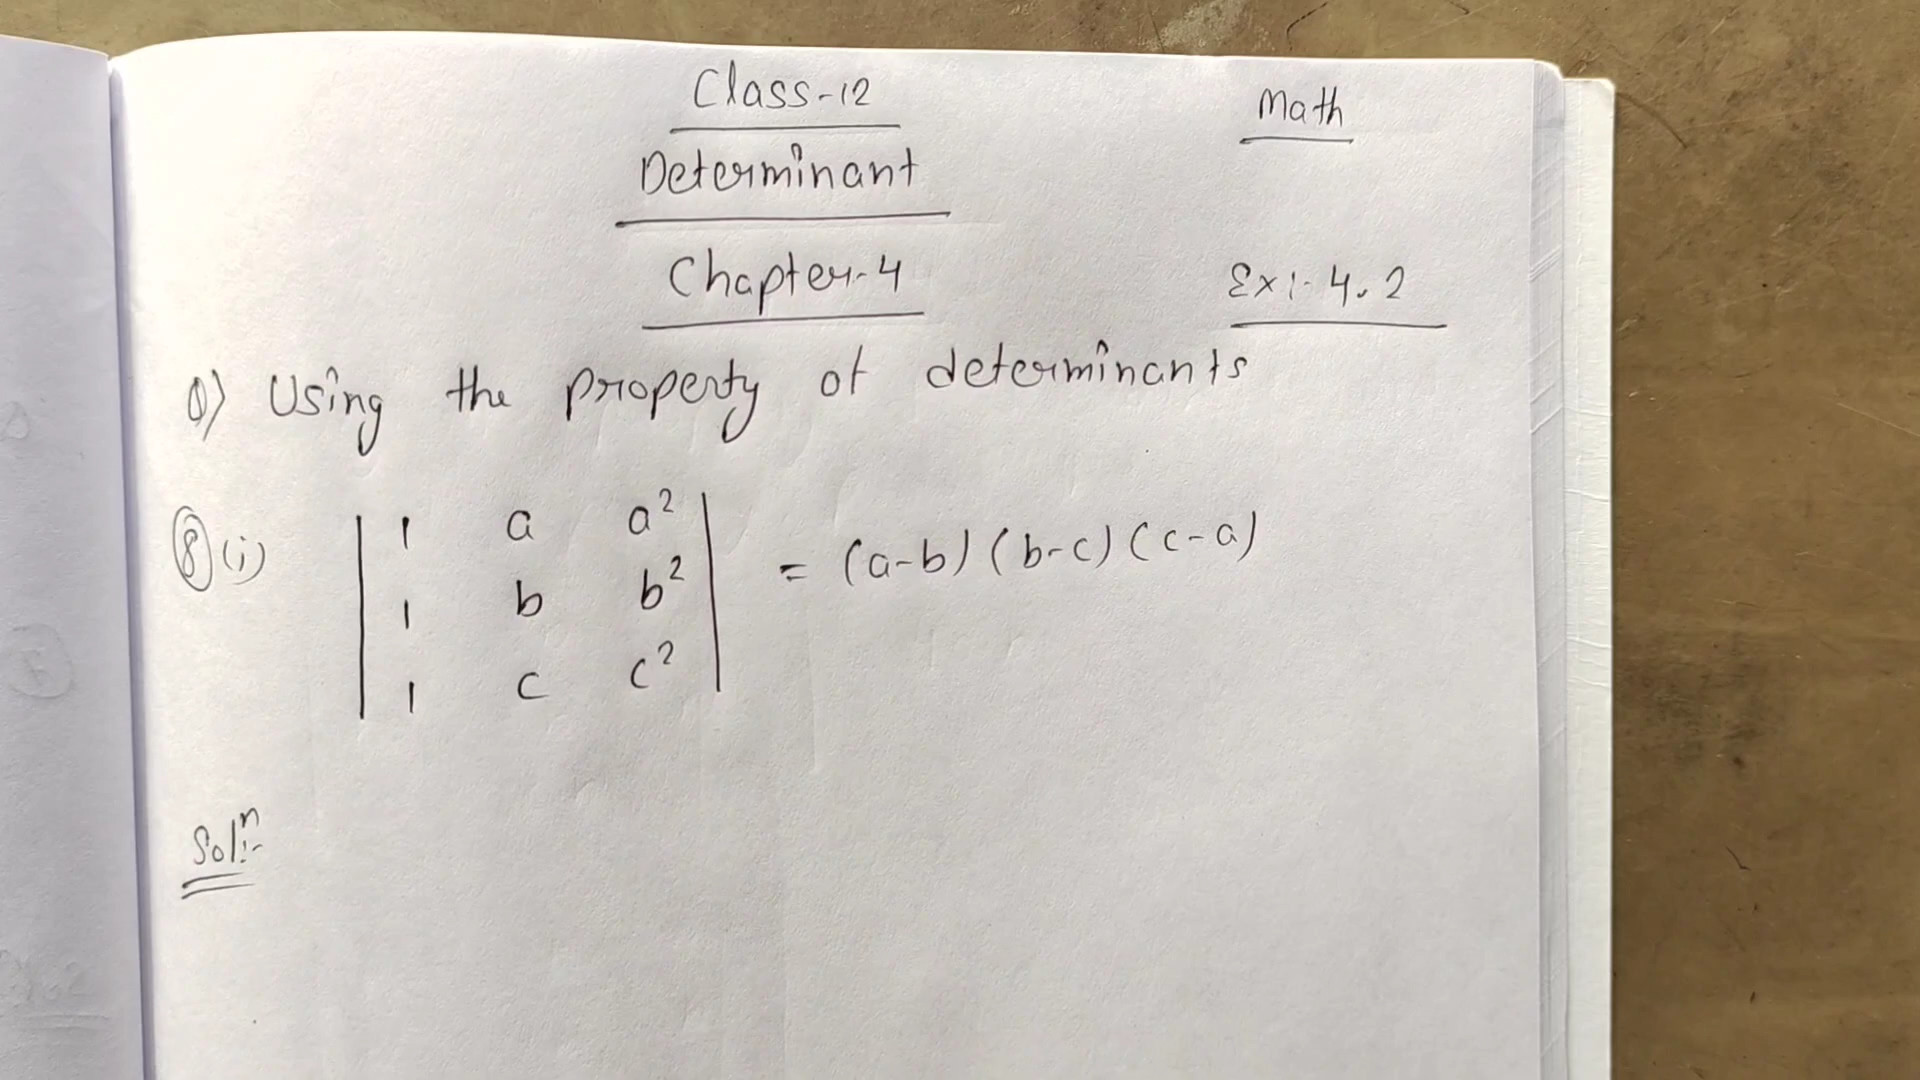 Class-12
Math
Determinant
Chapter-4
Ex:- 4.2
Q) Using the property of determinants
8 (i) | 1 a a² |
| 1 b b² | = (a-b) (b-c) (c-a)
| 1 c c² |
Solⁿ:-